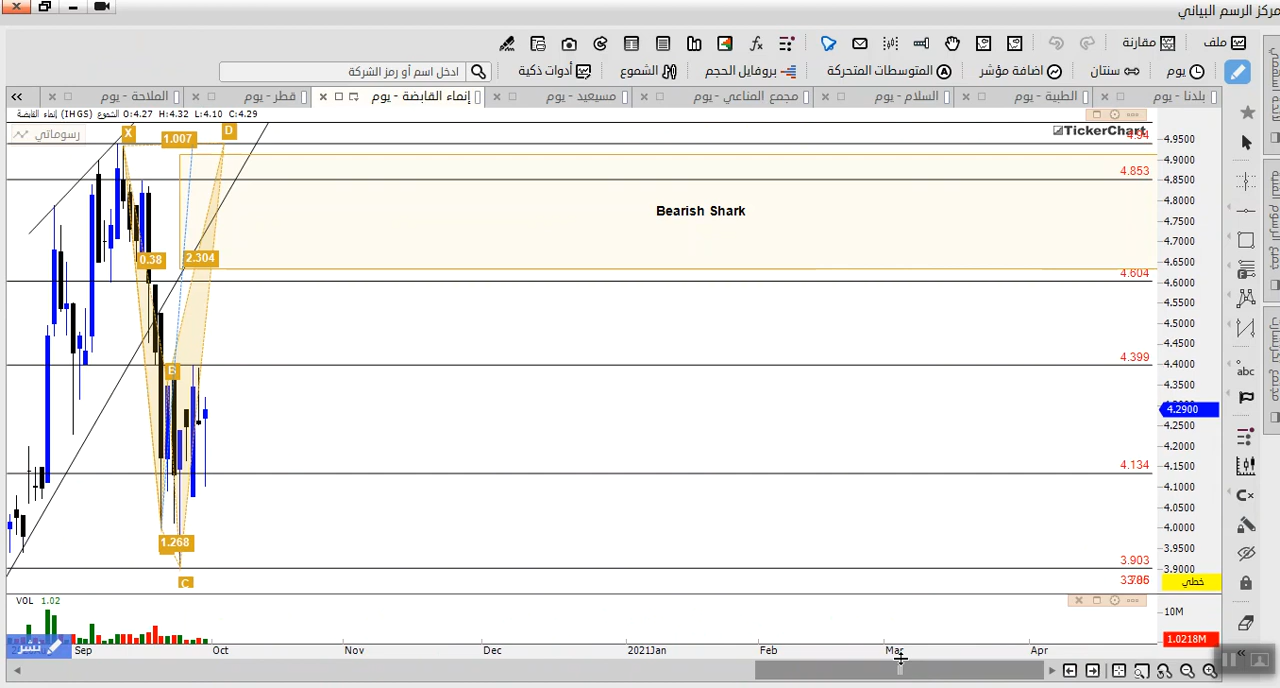 مركز الرسم البياني
ملف
مقارنة
يوم
سنتان
اضافة مؤشر
المتوسطات المتحركة
بروفايل الحجم
الشموع
أدوات ذكية
ادخل اسم أو رمز الشركة
بلدنا - يوم
الطبية - يوم
السلام - يوم
مجمع المناعي - يوم
مسيعيد - يوم
إنماء القابضة - يوم
قطر - يوم
الملاحة - يوم
إنماء القابضة (IHGS) الشموع O:4.27 H:4.32 L:4.10 C:4.29
رسوماتي
TickerChart
X
1.007
D
4.94
4.853
Bearish Shark
0.38
2.304
4.604
B
4.399
4.134
1.268
C
3.903
4.9500
4.9000
4.8500
4.8000
4.7500
4.7000
4.6500
4.6000
4.5500
4.5000
4.4500
4.4000
4.3500
4.2900
4.2500
4.2000
4.1500
4.1000
4.0500
4.0000
3.9500
3.9000
خطي
abc
VOL 1.02
10M
1.0218M
نشر
Sep Oct Nov Dec 2021Jan Feb Mar Apr